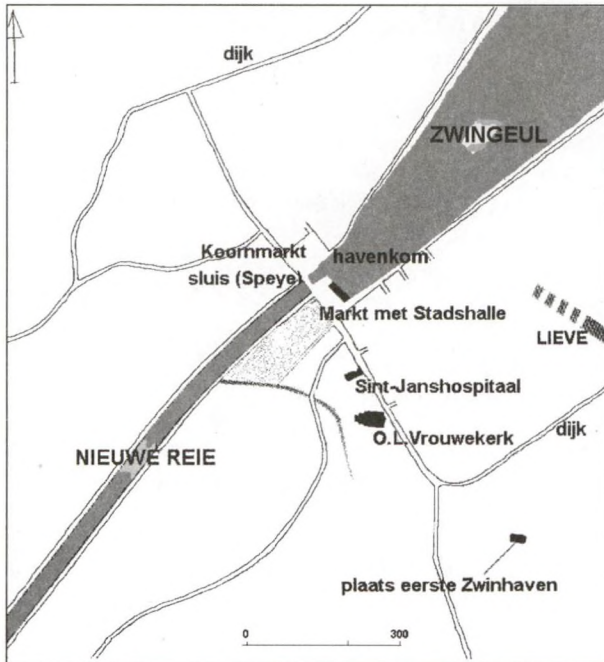 dijk
ZWINGEUL
Koornmarkt
havenkom
sluis (Speye)
Markt met Stadshalle
LIEVE
Sint-Janshospitaal
O.L.Vrouwekerk
dijk
NIEUWE REIE
plaats eerste Zwinhaven
0 300